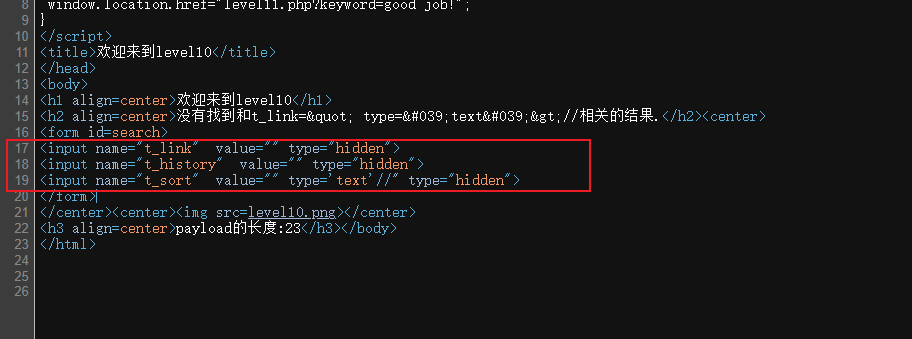 8 window.location.href="level11.php?keyword=good job!";
9 }
10 </script>
11 <title>欢迎来到level10</title>
12 </head>
13 <body>
14 <h1 align=center>欢迎来到level10</h1>
15 <h2 align=center>没有找到和t_link=&quot; type=&#039;text&#039;&gt;//相关的结果.</h2><center>
16 <form id=search>
17 <input name="t_link"  value="" type="hidden">
18 <input name="t_history"  value="" type="hidden">
19 <input name="t_sort"  value="" type='text'//" type="hidden">
20 </form>
21 </center><center><img src=level10.png></center>
22 <h3 align=center>payload的长度:23</h3></body>
23 </html>
24
25
26